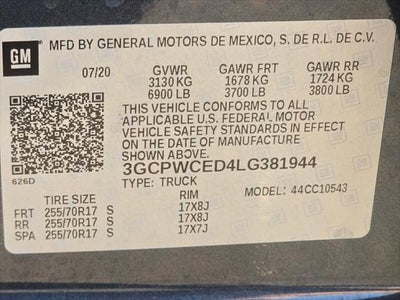 GM
MFD BY GENERAL MOTORS DE MEXICO, S. DE R.L. DE C.V.
07/20 GVWR GAWR FRT GAWR RR
3130 KG 1678 KG 1724 KG
6900 LB 3700 LB 3800 LB
THIS VEHICLE CONFORMS TO ALL
APPLICABLE U.S. FEDERAL MOTOR
VEHICLE SAFETY STANDARDS IN EFFECT
ON THE DATE OF MANUFACTURE
SHOWN ABOVE.
3GCPWCED4LG381944
626D
TYPE: TRUCK MODEL: 44CC10543
TIRE SIZE RIM
FRT 255/70R17 S 17X8J
RR 255/70R17 S 17X8J
SPA 255/70R17 S 17X7J